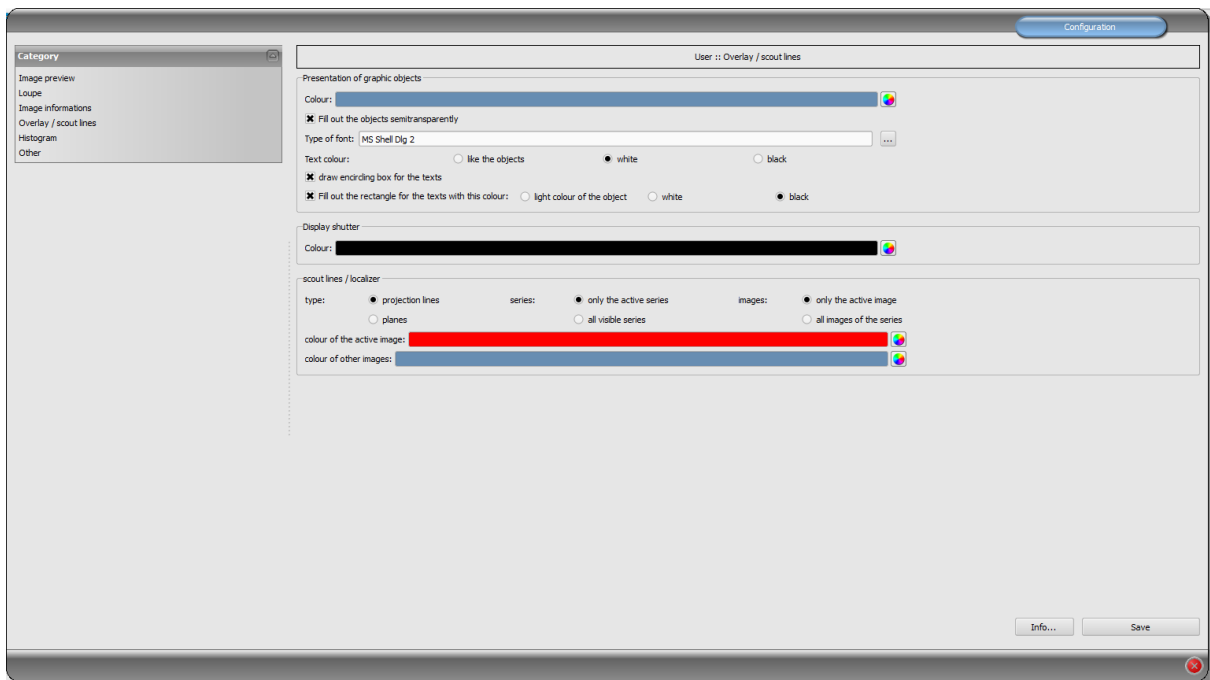 Configuration
Category
Image preview
Loupe
Image informations
Overlay / scout lines
Histogram
Other
User :: Overlay / scout lines
Presentation of graphic objects
Colour:
Fill out the objects semitransparently
Type of font: MS Shell Dlg 2 ...
Text colour: like the objects white black
draw encirding box for the texts
Fill out the rectangle for the texts with this colour: light colour of the object white black
Display shutter
Colour:
scout lines / localizer
type: projection lines series: only the active series images: only the active image
planes all visible series all images of the series
colour of the active image:
colour of other images:
Info... Save